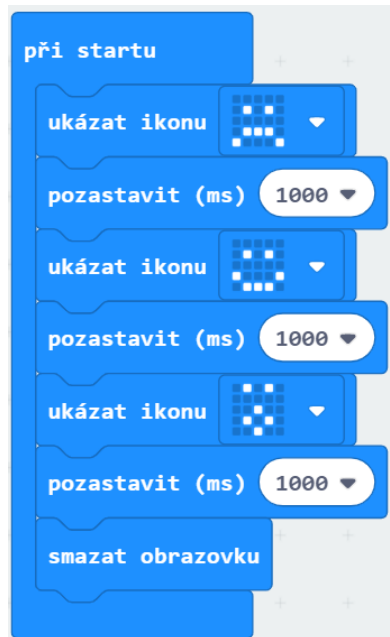 při startu
ukázat ikonu
pozastavit (ms) 1000
ukázat ikonu
pozastavit (ms) 1000
ukázat ikonu
pozastavit (ms) 1000
smazat obrazovku